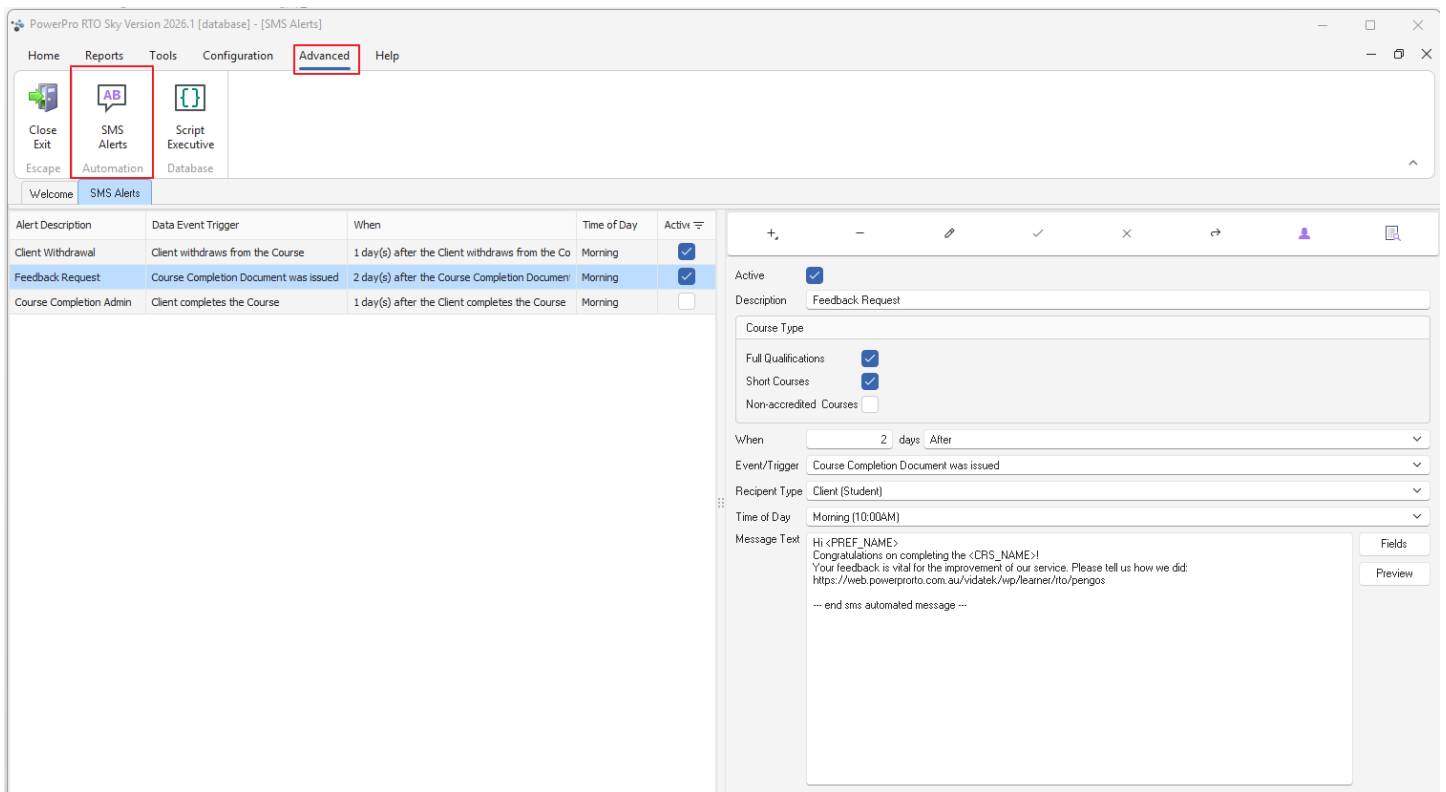 PowerPro RTO Sky Version 2026.1 [database] - [SMS Alerts]
Home Reports Tools Configuration Advanced Help
AB
Close Exit
SMS Alerts
Script Executive
Escape Automation Database
Welcome SMS Alerts
Alert Description Data Event Trigger When Time of Day Active
Client Withdrawal Client withdraws from the Course 1 day(s) after the Client withdraws from the Co Morning
Feedback Request Course Completion Document was issued 2 day(s) after the Course Completion Document Morning
Course Completion Admin Client completes the Course 1 day(s) after the Client completes the Course Morning
Active
Description Feedback Request
Course Type
Full Qualifications
Short Courses
Non-accredited Courses
When 2 days After
Event/Trigger Course Completion Document was issued
Recipent Type Client (Student)
Time of Day Morning (10:00AM)
Message Text Hi <PREF_NAME>
Congratulations on completing the <CRS_NAME>!
Your feedback is vital for the improvement of our service. Please tell us how we did:
https://web.powerprorto.com.au/vidatek/wp/learner/rto/pengos
--- end sms automated message ---
Fields
Preview